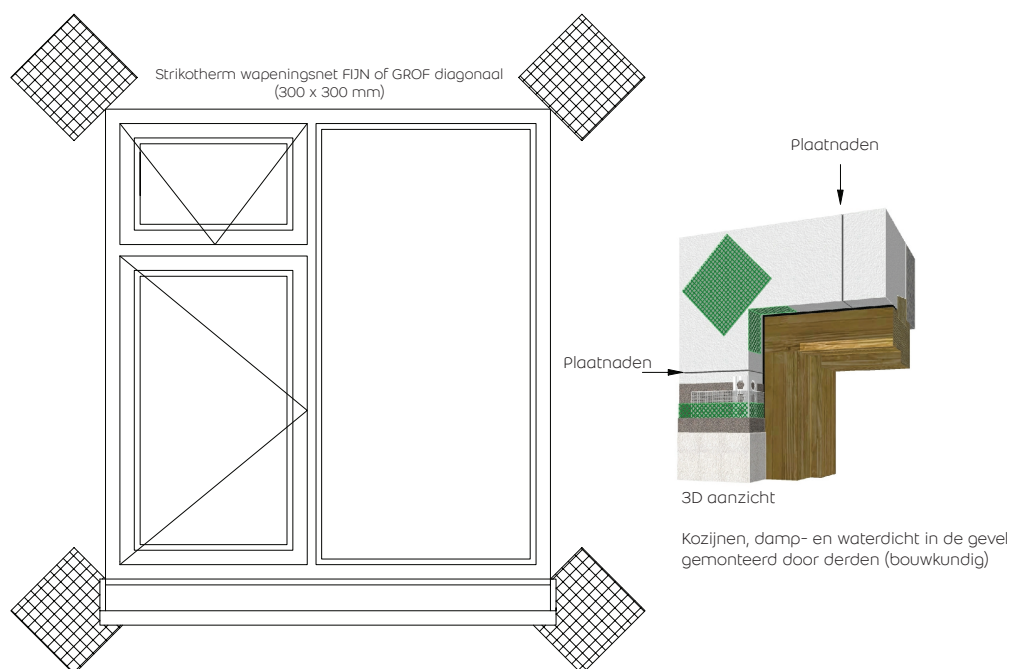 Strikotherm wapeningsnet FIJN of GROF diagonaal
(300 x 300 mm)
Plaatnaden
Plaatnaden
3D aanzicht
Kozijnen, damp- en waterdicht in de gevel
gemonteerd door derden (bouwkundig)